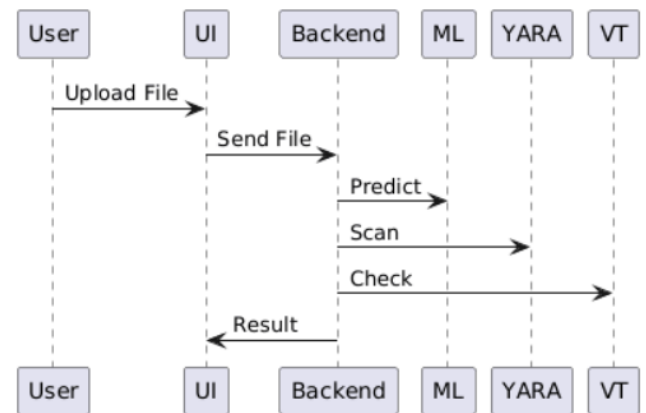 User UI Backend ML YARA VT
Upload File
Send File
Predict
Scan
Check
Result
User UI Backend ML YARA VT